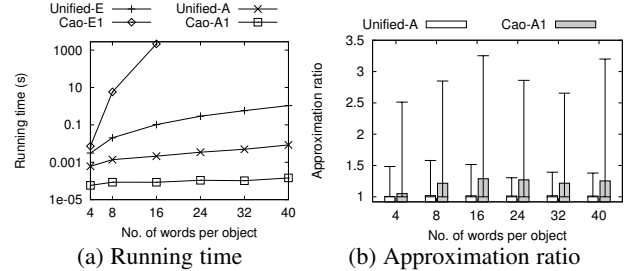 Unified-E
Cao-E1
Unified-A
Cao-A1
Running time (s)
1000
10
0.1
0.001
1e-05
4 8 16 24 32 40
No. of words per object
(a) Running time
Unified-A
Cao-A1
Approximation ratio
3.5
3
2.5
2
1.5
1
4 8 16 24 32 40
No. of words per object
(b) Approximation ratio